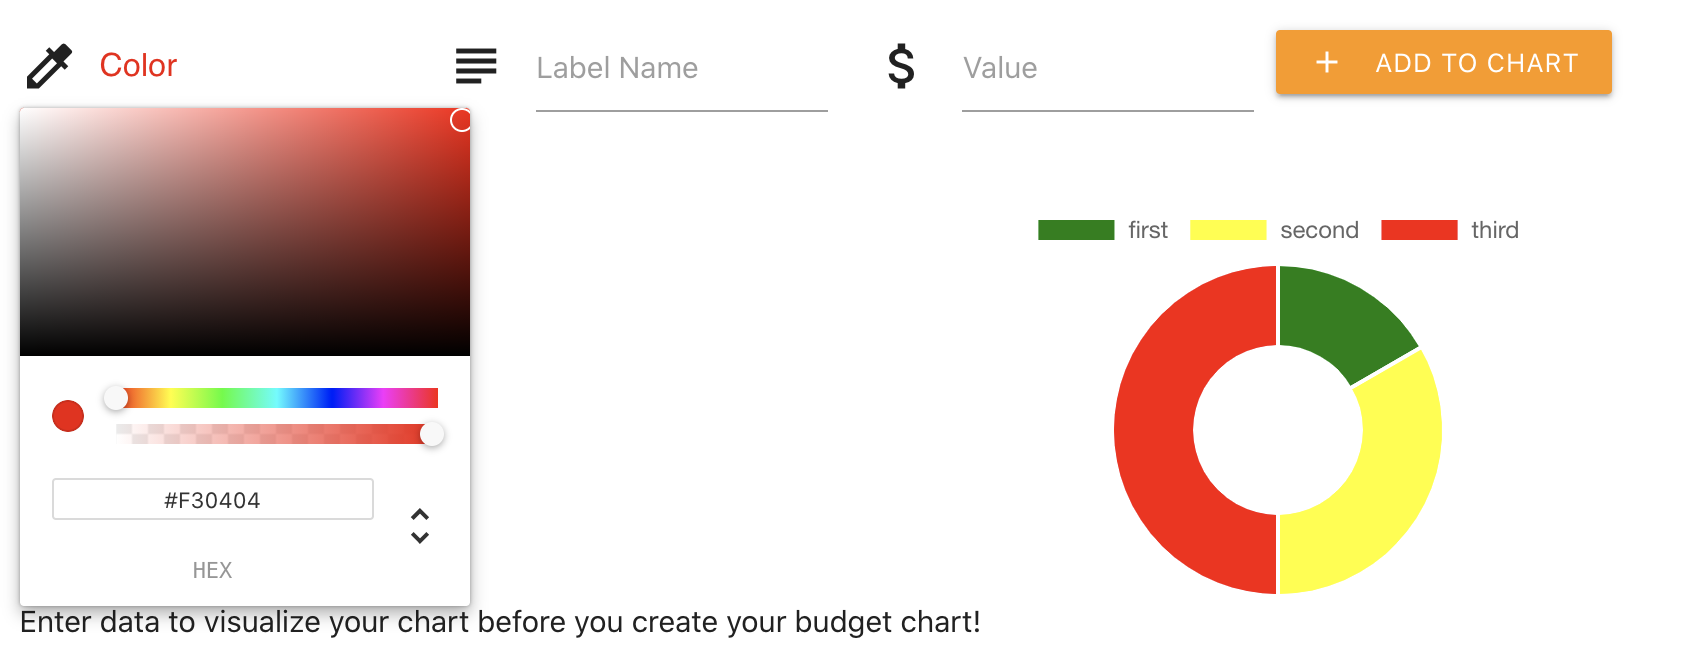 Color
Label Name
$
Value
+ ADD TO CHART
first second third
#F30404
HEX
Enter data to visualize your chart before you create your budget chart!